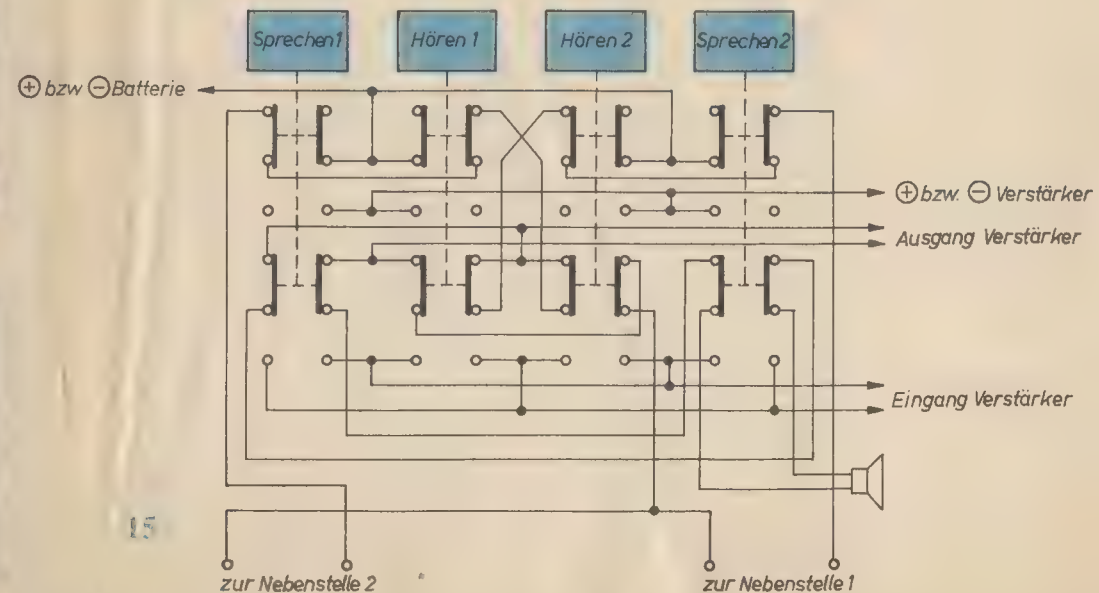 Sprechen1
Hören 1
Hören 2
Sprechen2
⊕ bzw ⊖ Batterie
⊕ bzw. ⊖ Verstärker
Ausgang Verstärker
Eingang Verstärker
15
zur Nebenstelle 2
zur Nebenstelle 1